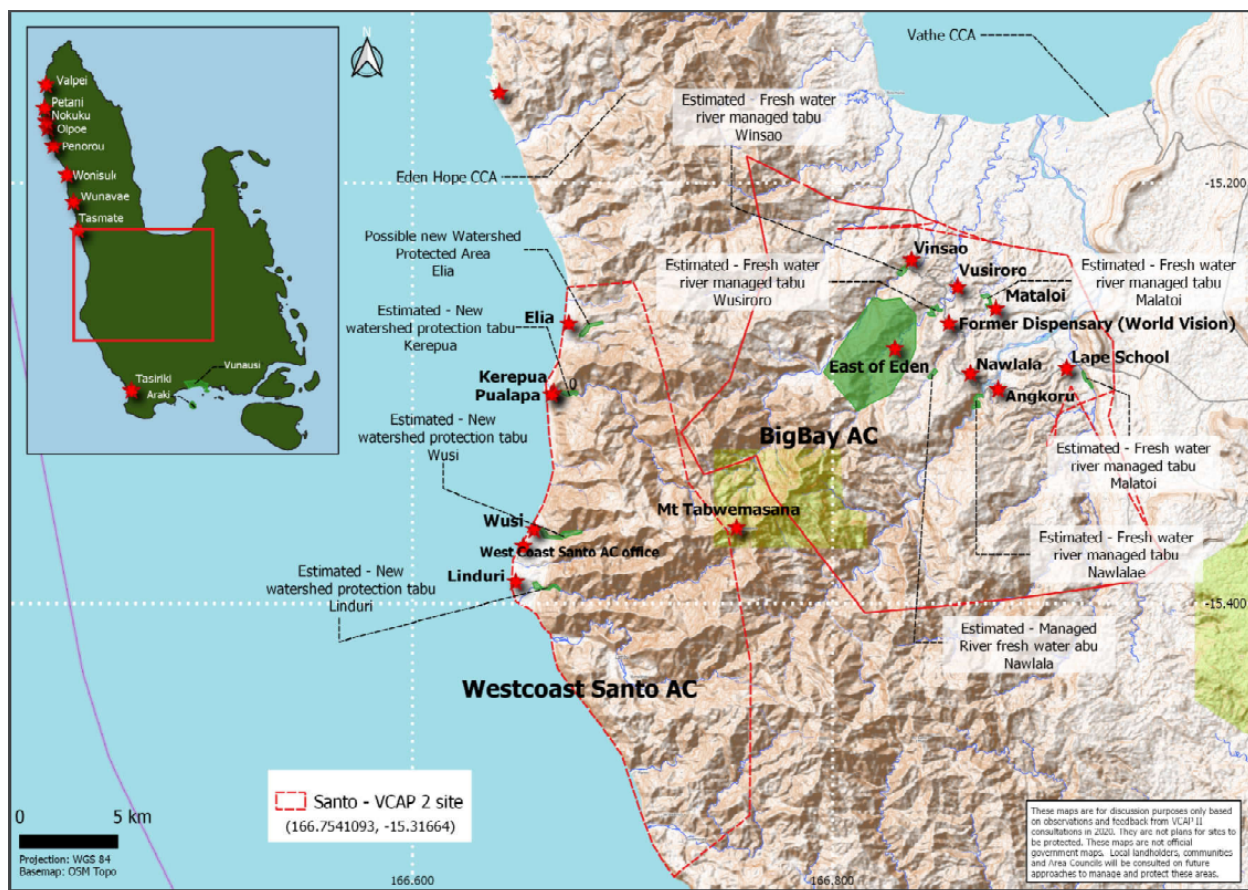 N
Valpei
Petani
Nokuku
Olpoe
Penorou
Wonisuk
Wunavae
Tasmate
Tasiriki
Araki
Vunausi
Vathe CCA
Estimated - Fresh water
river managed tabu
Winsao
Eden Hope CCA
-15.200
Possible new Watershed
Protected Area
Elia
Estimated - Fresh water
river managed tabu
Wusiroro
Vinsao
Vusiroro
Estimated - Fresh water
river managed tabu
Malatoi
Mataloi
Estimated - New
watershed protection tabu
Kerepua
Elia
Former Dispensary (World Vision)
East of Eden
Nawlala
Lape School
Kerepua
Pualapa
0
Angkoru
Estimated - New
watershed protection tabu
Wusi
BigBay AC
Estimated - Fresh water
river managed tabu
Malatoi
Wusi
Mt Tabwemasana
West Coast Santo AC office
Estimated - Fresh water
river managed tabu
Nawlalae
Estimated - New
watershed protection tabu
Linduri
Linduri
-15.400
Estimated - Managed
River fresh water abu
Nawlala
Westcoast Santo AC
Santo - VCAP 2 site
(166.7541093, -15.31664)
0 5 km
Projection: WGS 84
Basemap: OSM Topo
166.600
166.800
These maps are for discussion purposes only based
on observations and feedback from VCAP II
consultations in 2020. They are not plans for sites to
be protected. These maps are not official
government maps. Local landholders, communities
and Area Councils will be consulted on future
approaches to manage and protect these areas.